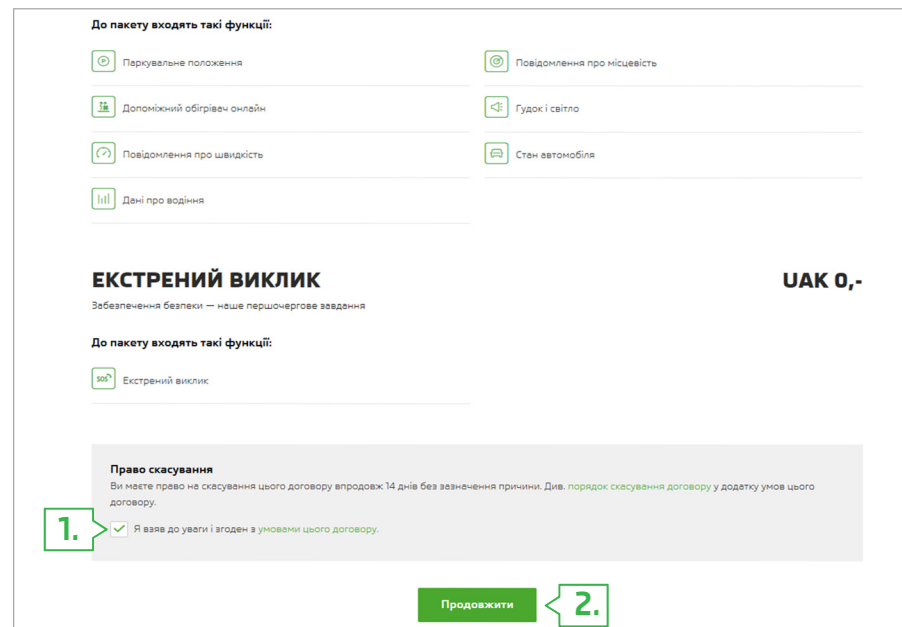 До пакету входять такі функції:
Паркувальне положення
Повідомлення про місцевість
Допоміжний обігрівач онлайн
Гудок і світло
Повідомлення про швидкість
Стан автомобіля
Дані про водіння
ЕКСТРЕНИЙ ВИКЛИК
UAK 0,-
Забезпечення безпеки — наше першочергове завдання
До пакету входять такі функції:
SOS
Екстрений виклик
Право скасування
Ви маєте право на скасування цього договору впродовж 14 днів без зазначення причини. Див. порядок скасування договору у додатку умов цього
договору.
1.
Я взяв до уваги і згоден з умовами цього договору.
Продовжити
2.